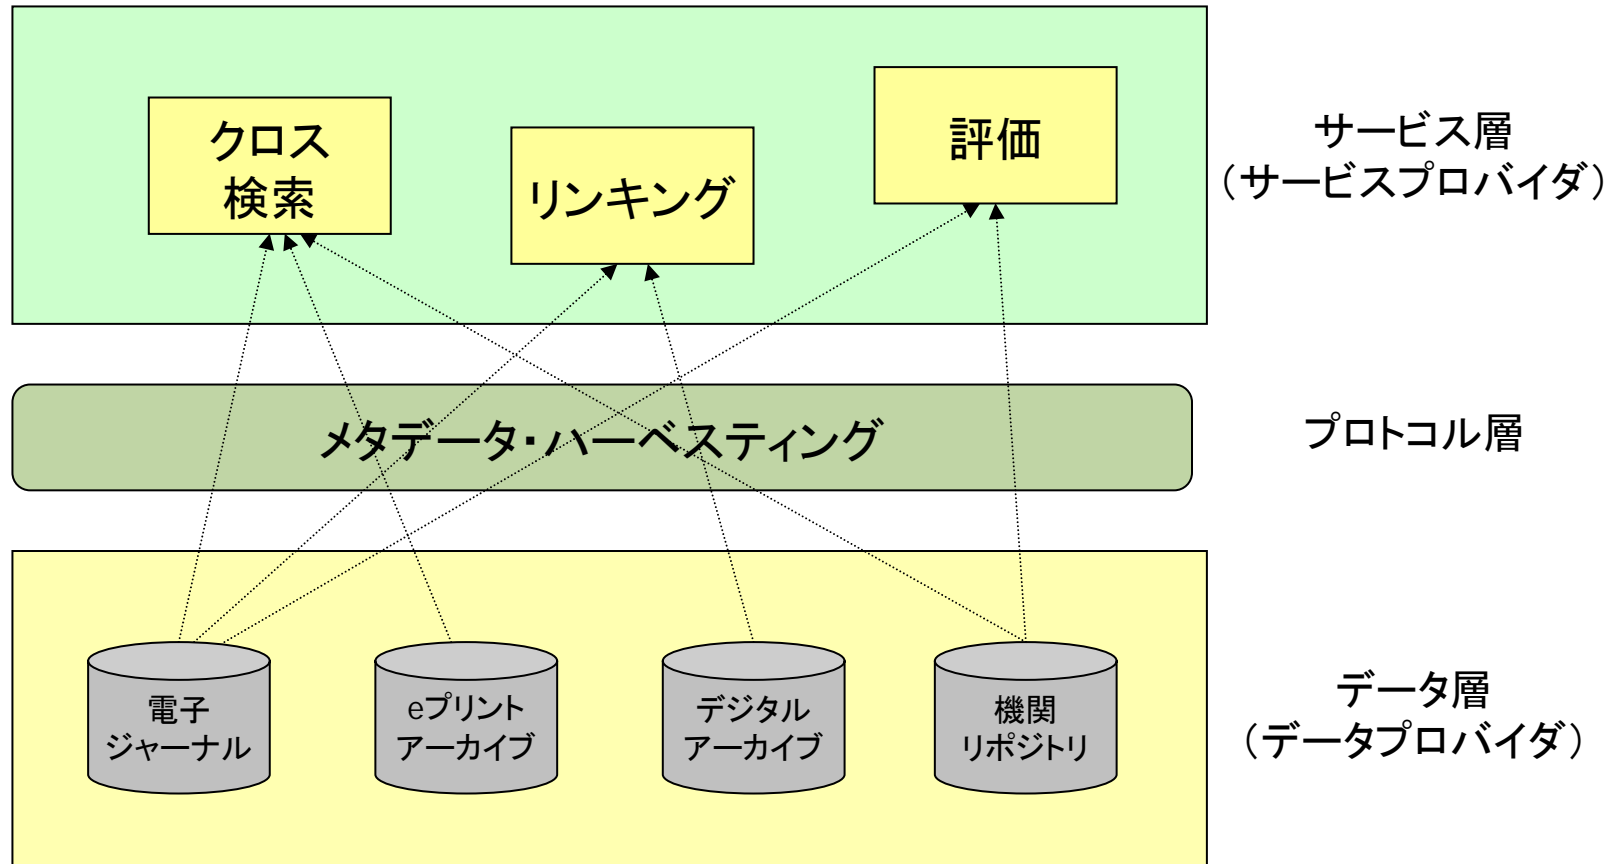 クロス
検索
リンキング
評価
サービス層
（サービスプロバイダ）
メタデータ・ハーベスティング
プロトコル層
電子
ジャーナル
eプリント
アーカイブ
デジタル
アーカイブ
機関
リポジトリ
データ層
（データプロバイダ）